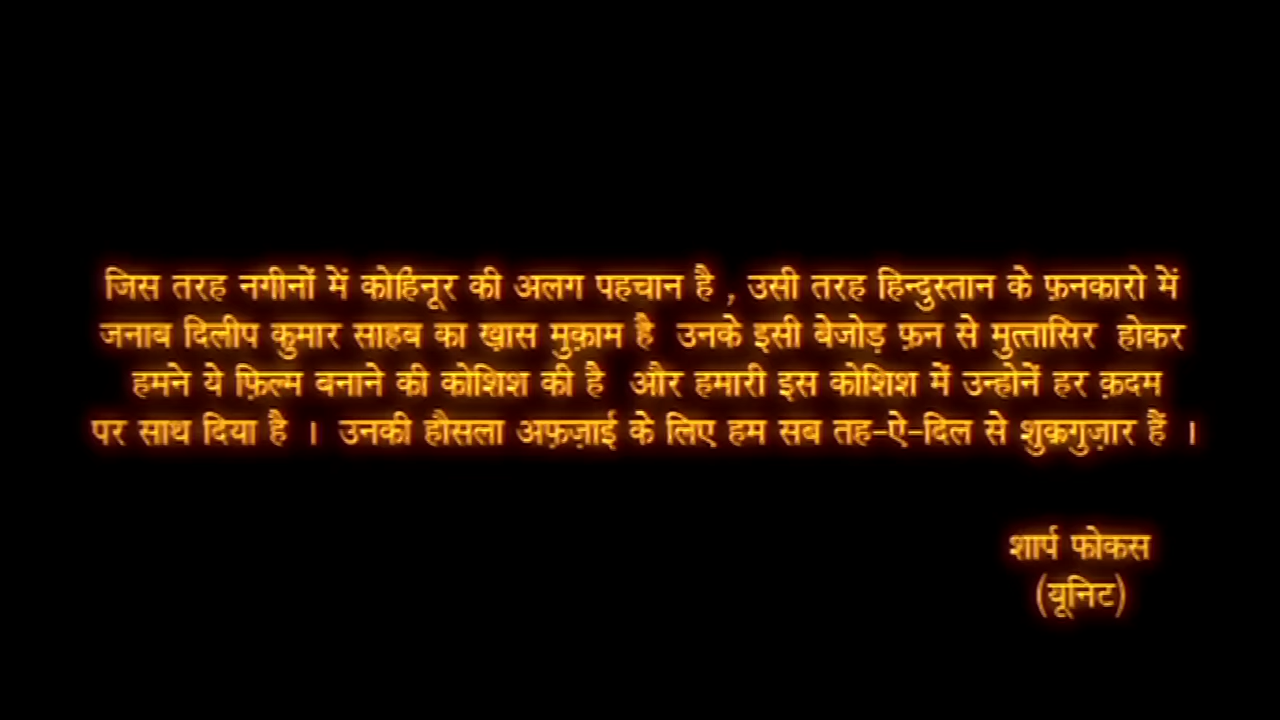 जिस तरह नगीनों में कोहिनूर की अलग पहचान है , उसी तरह हिन्दुस्तान के फ़नकारो में
जनाब दिलीप कुमार साहब का ख़ास मुक़ाम है उनके इसी बेजोड़ फ़न से मुत्तासिर होकर
हमने ये फ़िल्म बनाने की कोशिश की है और हमारी इस कोशिश में उन्होनें हर क़दम
पर साथ दिया है । उनकी हौसला अफ़ज़ाई के लिए हम सब तह-ऐ-दिल से शुक़्रगुज़ार हैं ।
शार्प फोकस
(यूनिट)